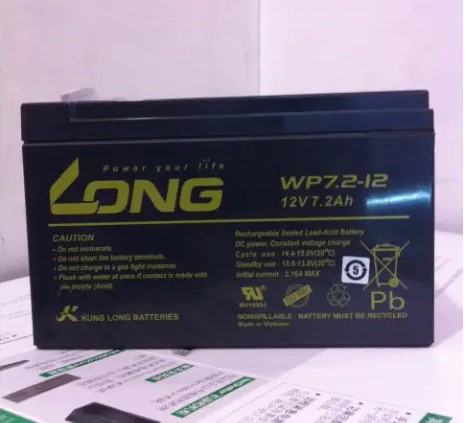 Power your life
LONG
WP7.2-12
12V 7.2Ah
CAUTION
Do not incinerate.
Do not short the battery terminals.
Do not charge in a gas tight container.
Flush with water at once if contact is made with
electrolyte (Acid).
KUNG LONG BATTERIES
Rechargeable Sealed Lead-Acid Battery
DC power, Constant voltage charge
Cycle use : 14.4-15.0V(20°C)
Standby use : 13.5-13.8V(20°C)
Initial current : 2.16A MAX
5
Pb
NONSPILLABLE
BATTERY MUST BE RECYCLED
Made in Vietnam